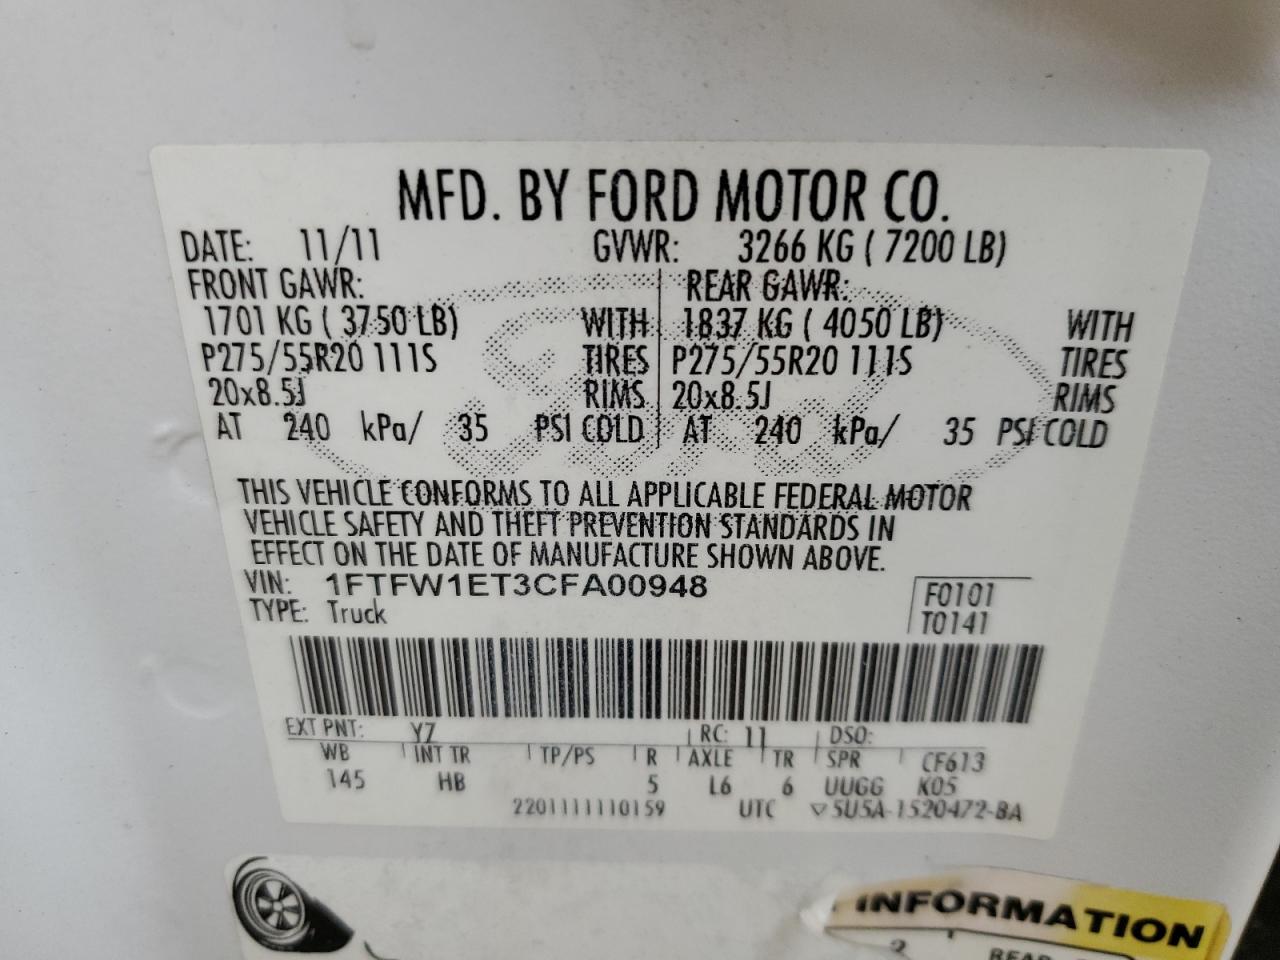 MFD. BY FORD MOTOR CO.
DATE: 11/11 GVWR: 3266 KG ( 7200 LB)
FRONT GAWR: REAR GAWR:
1701 KG ( 3750 LB) WITH 1837 KG ( 4050 LB) WITH
P275/55R20 111S TIRES P275/55R20 111S TIRES
20x8.5J RIMS 20x8.5J RIMS
AT 240 kPa/ 35 PSI COLD AT 240 kPa/ 35 PSI COLD
THIS VEHICLE CONFORMS TO ALL APPLICABLE FEDERAL MOTOR
VEHICLE SAFETY AND THEFT PREVENTION STANDARDS IN
EFFECT ON THE DATE OF MANUFACTURE SHOWN ABOVE.
VIN: 1FTFW1ET3CFA00948 F0101
TYPE: Truck T0141
EXT PNT: YZ RC: 11 DSO:
WB INT TR TP/PS R AXLE TR SPR CF613
145 HB 5 L6 6 UUGG K05
2201111110159 UTC ▽5U5A-1520472-BA
INFORMATION
2 REAR